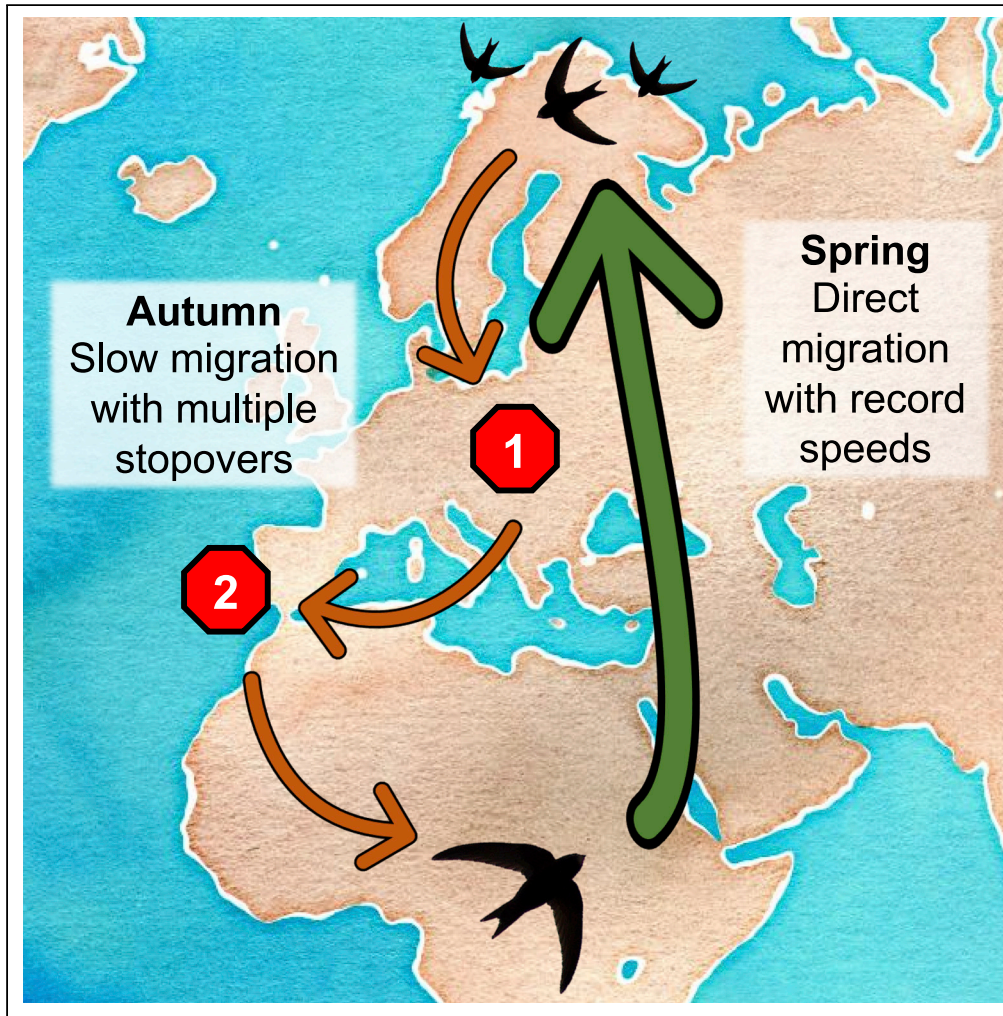 Autumn
Slow migration
with multiple
stopovers
Spring
Direct
migration
with record
speeds
1
2